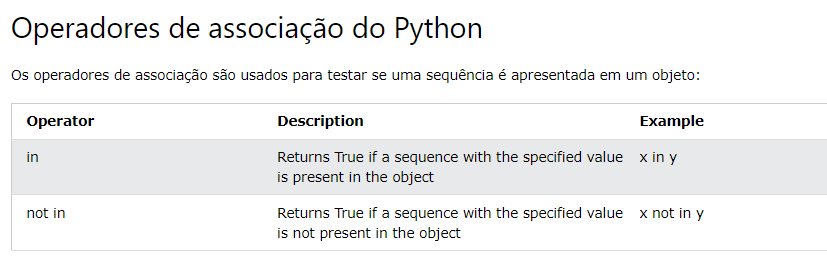 Operadores de associação do Python
Os operadores de associação são usados para testar se uma sequência é apresentada em um objeto:
Operator Description Example
in Returns True if a sequence with the specified value x in y
is present in the object
not in Returns True if a sequence with the specified value x not in y
is not present in the object